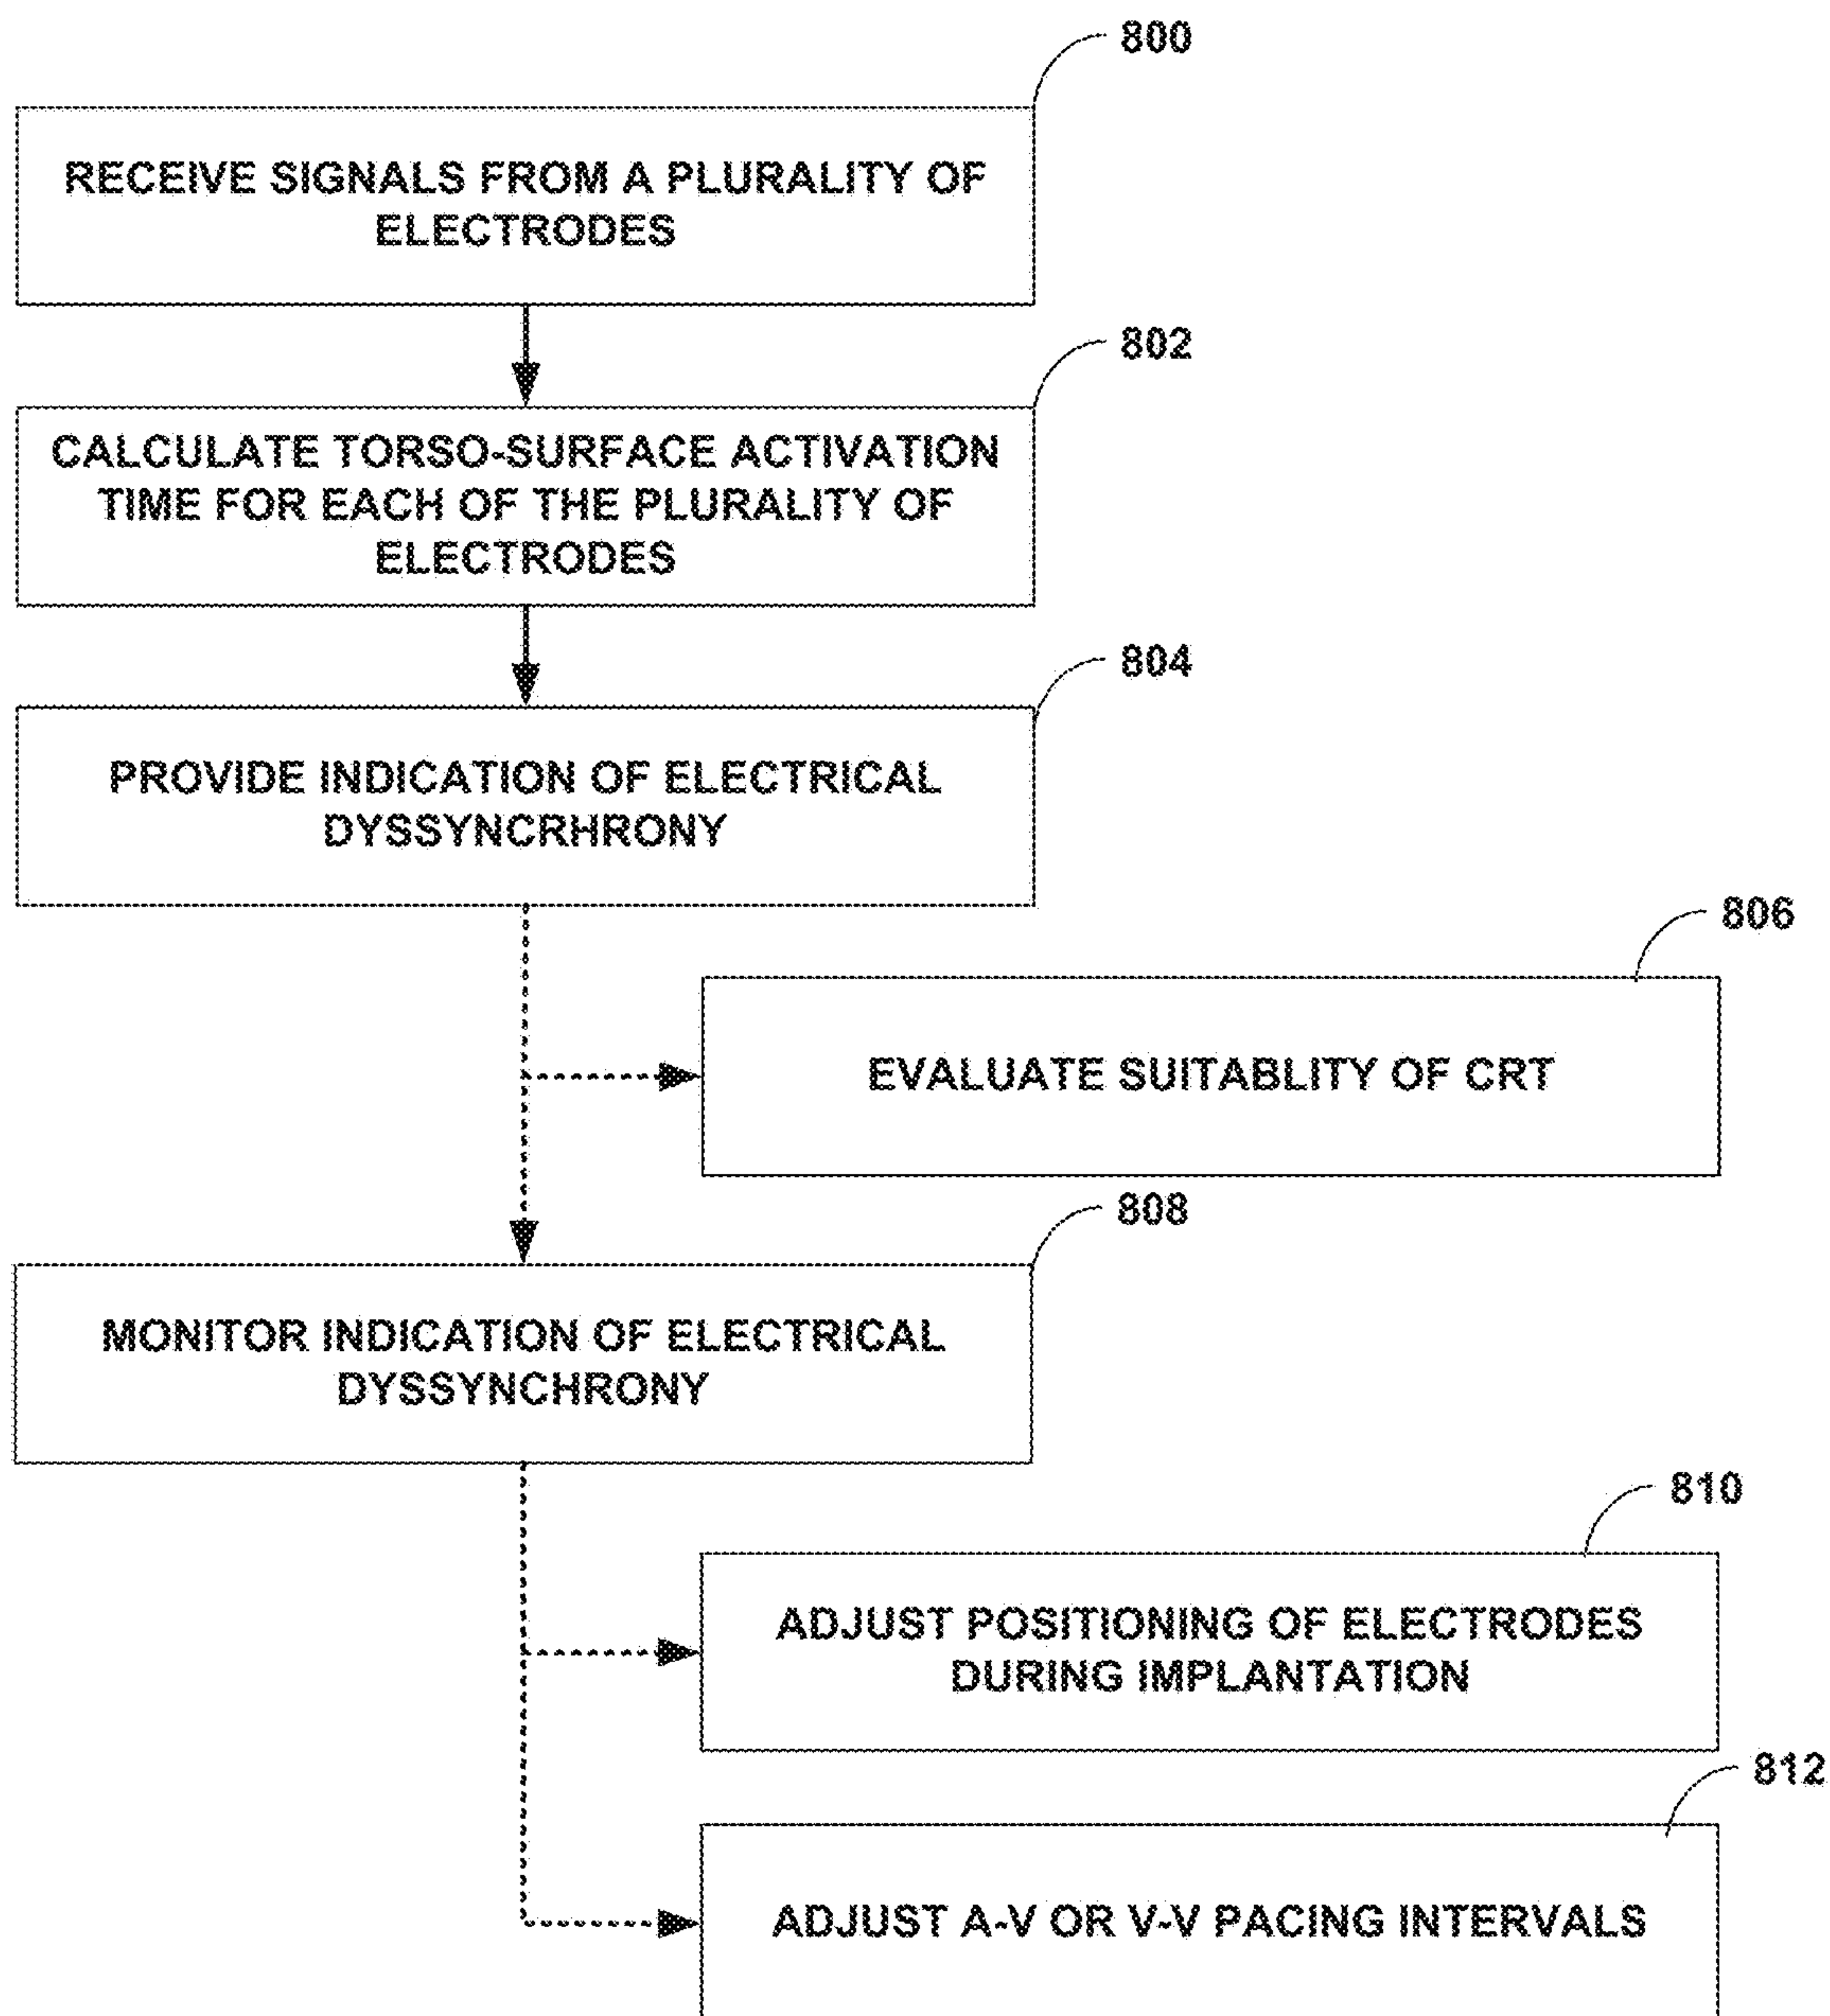 800
RECEIVE SIGNALS FROM A PLURALITY OF
ELECTRODES
802
CALCULATE TORSO-SURFACE ACTIVATION
TIME FOR EACH OF THE PLURALITY OF
ELECTRODES
804
PROVIDE INDICATION OF ELECTRICAL
DYSSYNCRHRONY
806
EVALUATE SUITABLITY OF CRT
808
MONITOR INDICATION OF ELECTRICAL
DYSSYNCHRONY
810
ADJUST POSITIONING OF ELECTRODES
DURING IMPLANTATION
812
ADJUST A-V OR V-V PACING INTERVALS